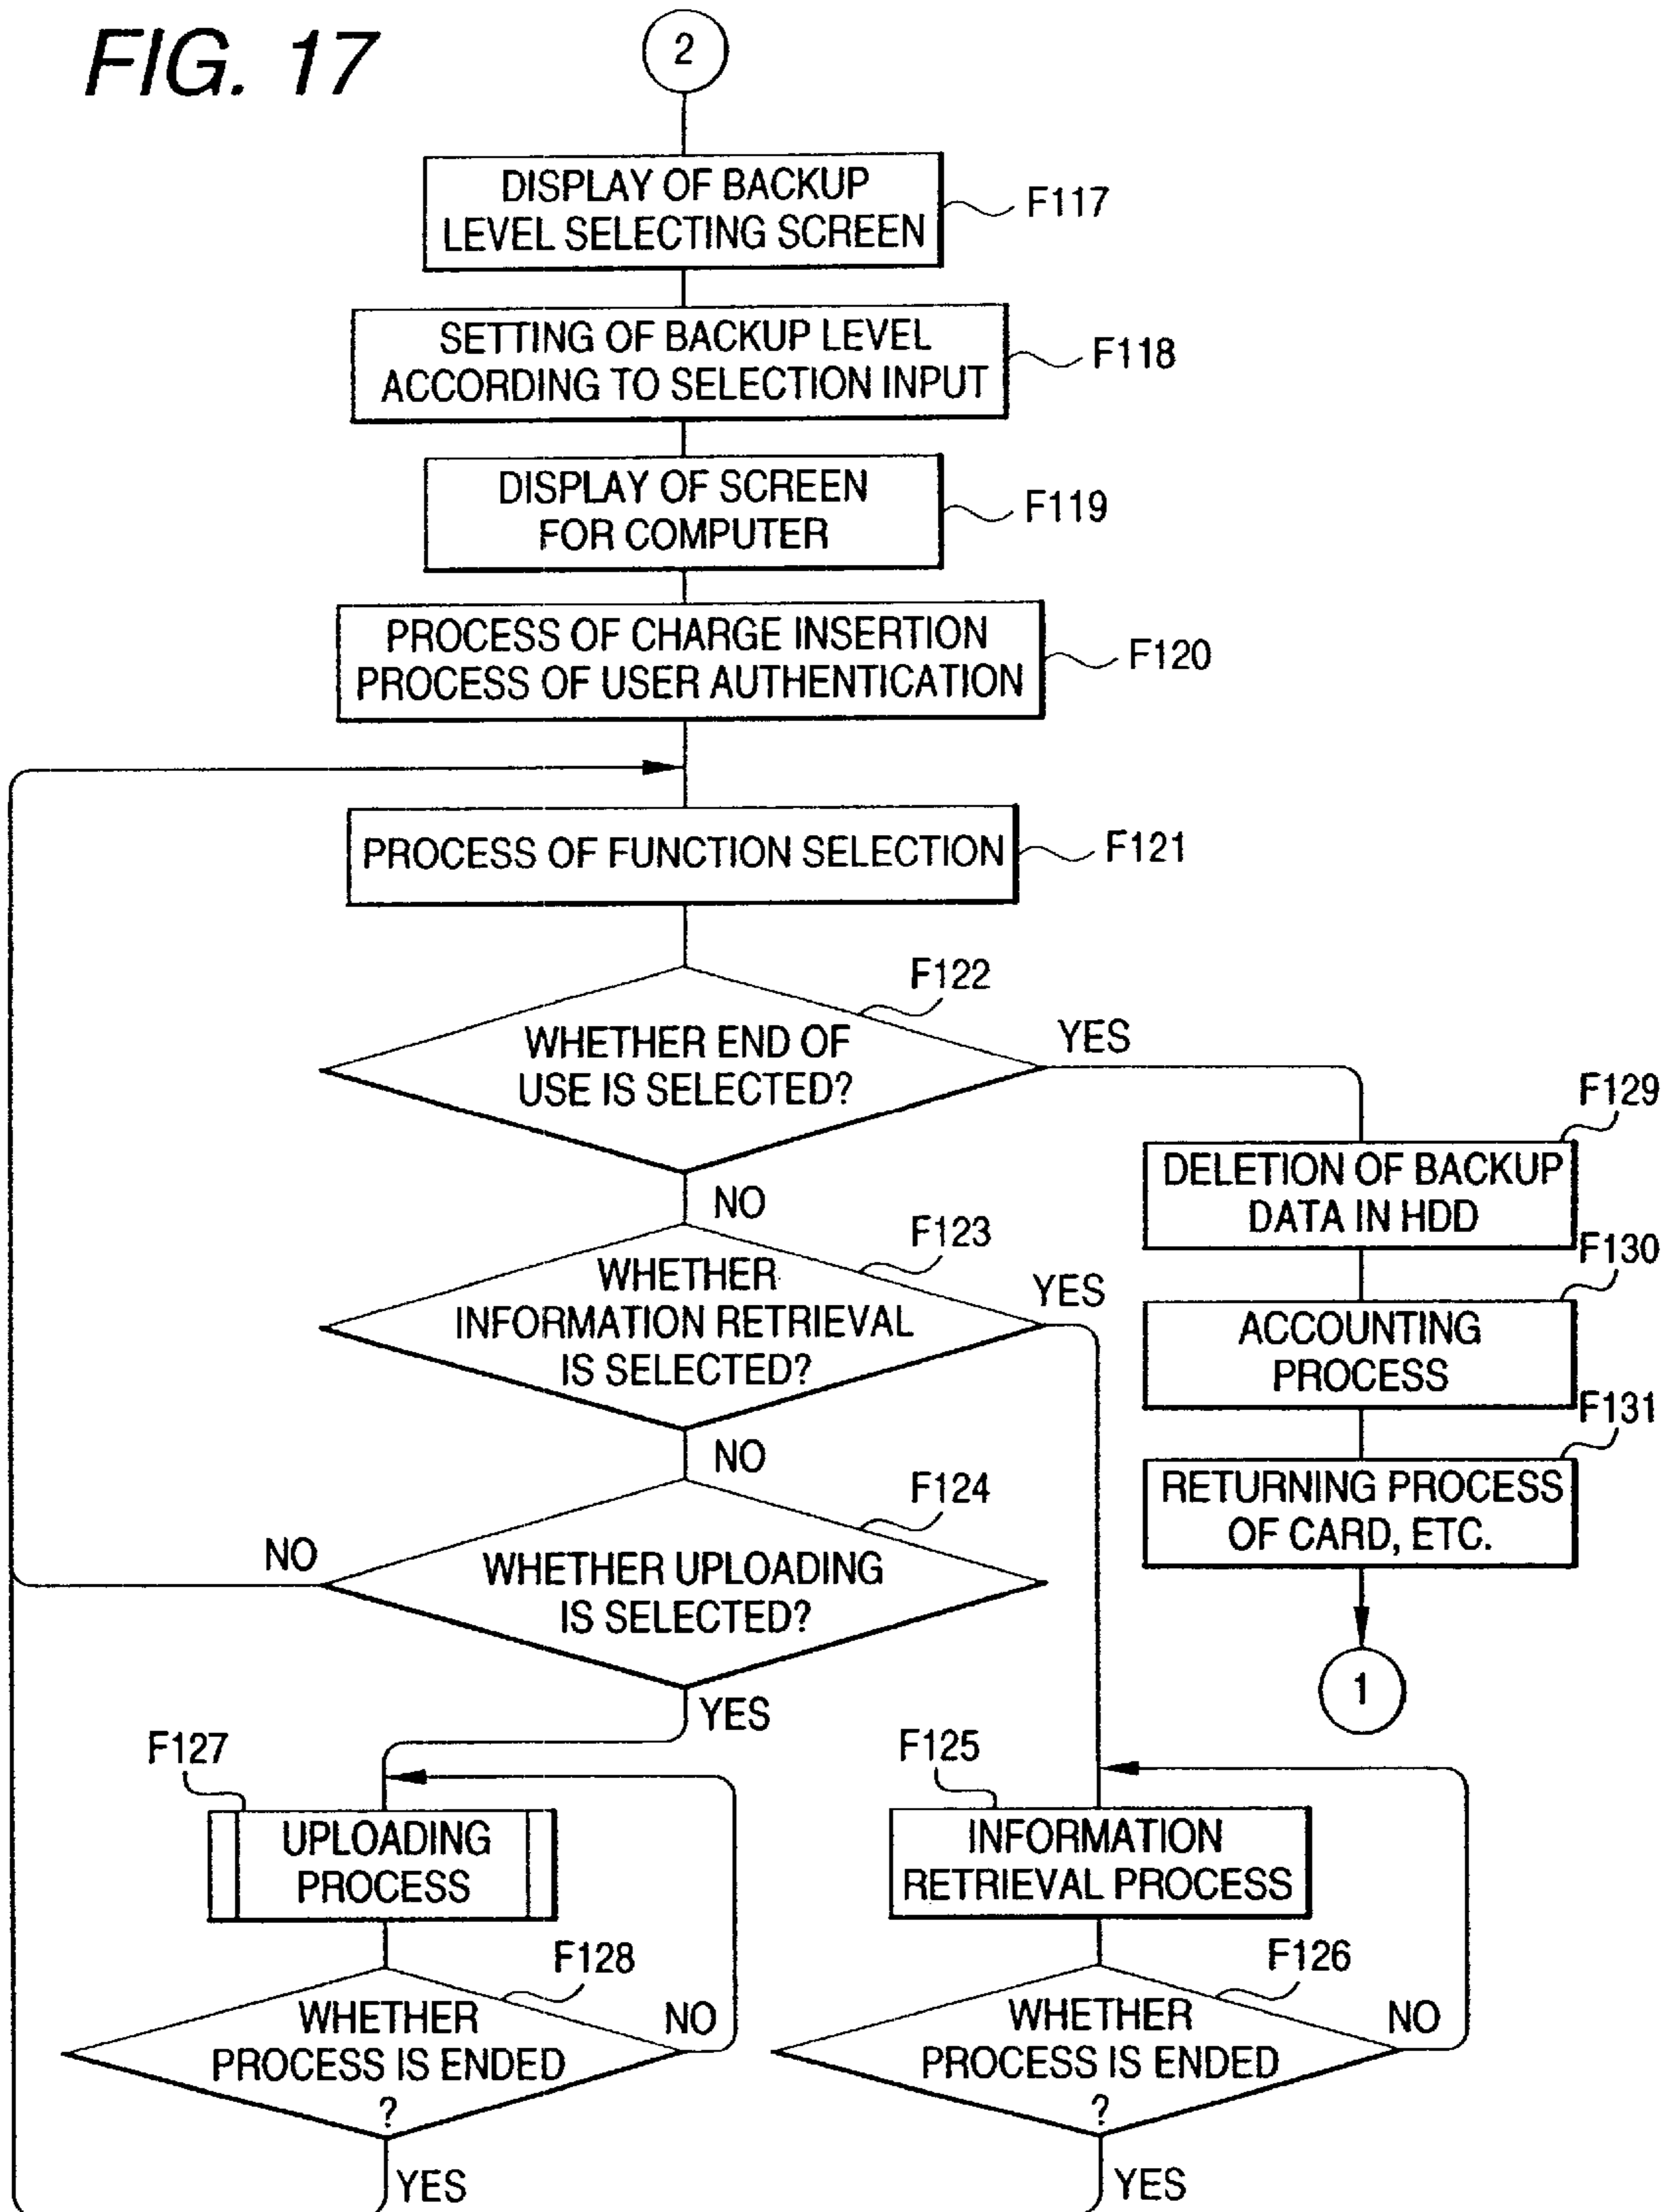 FIG. 17
2
DISPLAY OF BACKUP
LEVEL SELECTING SCREEN
F117
SETTING OF BACKUP LEVEL
ACCORDING TO SELECTION INPUT
F118
DISPLAY OF SCREEN
FOR COMPUTER
F119
PROCESS OF CHARGE INSERTION
PROCESS OF USER AUTHENTICATION
F120
PROCESS OF FUNCTION SELECTION
F121
F122
WHETHER END OF
USE IS SELECTED?
YES
NO
F129
DELETION OF BACKUP
DATA IN HDD
F123
WHETHER
INFORMATION RETRIEVAL
IS SELECTED?
YES
NO
F130
ACCOUNTING
PROCESS
F131
RETURNING PROCESS
OF CARD, ETC.
1
F124
WHETHER UPLOADING
IS SELECTED?
NO
YES
F127
UPLOADING
PROCESS
F125
INFORMATION
RETRIEVAL PROCESS
F128
WHETHER
PROCESS IS ENDED
?
NO
YES
F126
WHETHER
PROCESS IS ENDED
?
NO
YES